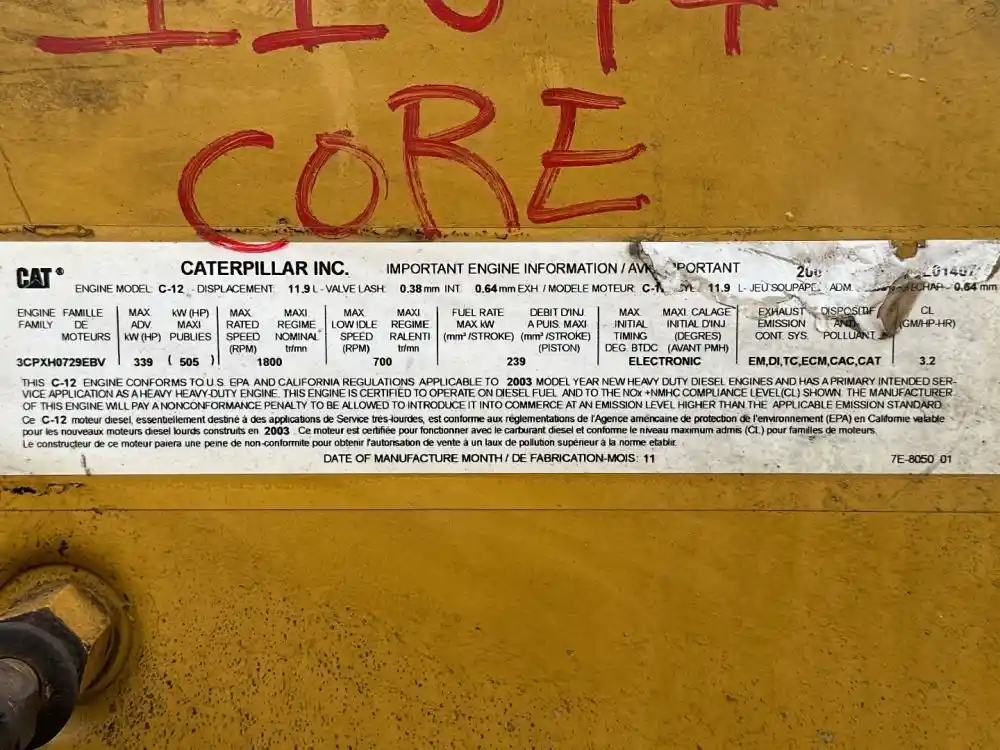 CORE
CAT®
CATERPILLAR INC. IMPORTANT ENGINE INFORMATION / PORTANT
ENGINE MODEL: C-12 - DISPLACEMENT 11.9 L - VALVE LASH: 0.38 mm INT 0.64 mm EXH / MODELE MOTEUR: 11.9 L- JEU SOUPAPE, ADM. 0.64 mm
ENGINE FAMILY FAMILLE DE MOTEURS
MAX ADV. kW (HP) kW (HP) MAXI PUBLIES
MAX RATED SPEED (RPM) MAXI REGIME NOMINAL tr/mn
MAX LOW IDLE SPEED (RPM) MAXI REGIME RALENTI tr/mn
FUEL RATE MAX kW (mm³ /STROKE) DEBIT D'INJ A PUIS. MAXI (mm³ /STROKE) (PISTON)
MAX INITIAL TIMING DEG. BTDC MAXI. CALAGE (DEGRES) INITIAL D'INJ (AVANT PMH)
EXHAUST EMISSION CONT. SYS. DISPOSITIF ANTI POLLUANT
CL (GM/HP-HR)
3CPXH0729EBV 339 ( 505 ) 1800 700 239 ELECTRONIC EM,DI,TC,ECM,CAC,CAT 3.2
THIS C-12 ENGINE CONFORMS TO U.S. EPA AND CALIFORNIA REGULATIONS APPLICABLE TO 2003 MODEL YEAR NEW HEAVY DUTY DIESEL ENGINES AND HAS A PRIMARY INTENDED SER-
VICE APPLICATION AS A HEAVY HEAVY-DUTY ENGINE. THIS ENGINE IS CERTIFIED TO OPERATE ON DIESEL FUEL AND TO THE NOx +NMHC COMPLIANCE LEVEL(CL) SHOWN. THE MANUFACTURER
OF THIS ENGINE WILL PAY A NONCONFORMANCE PENALTY TO BE ALLOWED TO INTRODUCE IT INTO COMMERCE AT AN EMISSION LEVEL HIGHER THAN THE APPLICABLE EMISSION STANDARD.
Ce C-12 moteur diesel, essentiellement destiné à des applications de Service très-lourdes, est conforme aux réglementations de l'Agence américaine de protection de l'environnement (EPA) en Californie valable
pour les nouveaux moteurs diesel lourds construits en 2003 Ce moteur est certifiée pour fonctionner avec le carburant diesel et conforme le niveau maximum admis (CL) pour familles de moteurs.
Le constructeur de ce moteur paiera une peine de non-conformite pour obtenir l'autorisation de vente à un laux de pollution supérieur à la norme etablir.
DATE OF MANUFACTURE MONTH / DE FABRICATION-MOIS: 11 7E-8050 01